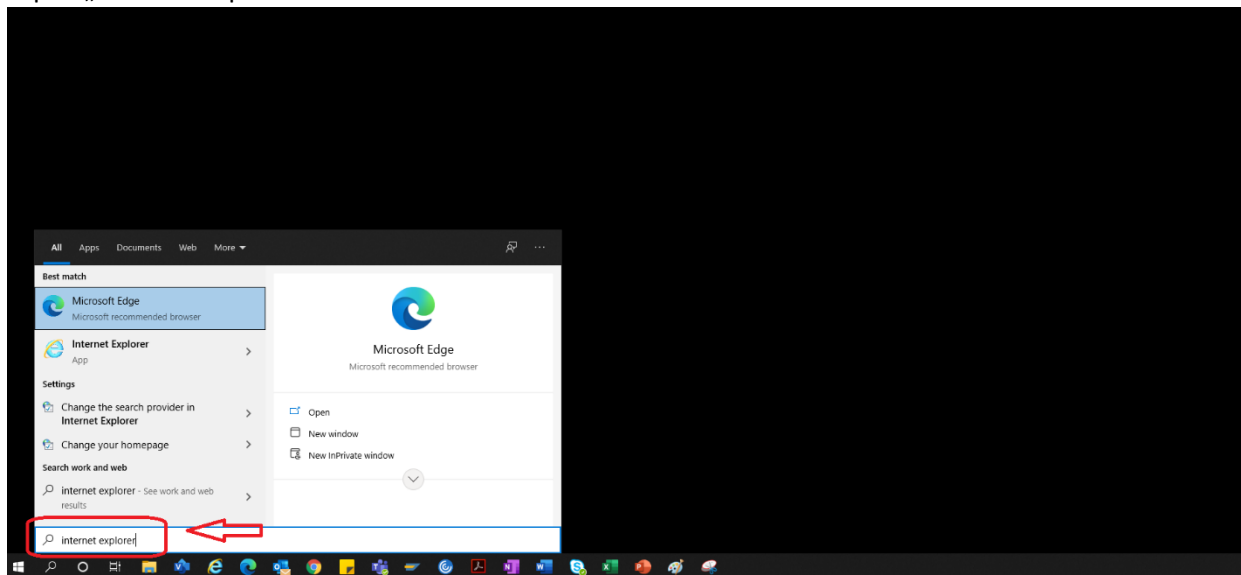 All Apps Documents Web More
Best match
Microsoft Edge
Microsoft recommended browser
Internet Explorer
App
Settings
Change the search provider in
Internet Explorer
Change your homepage
Search work and web
internet explorer - See work and web
results
internet explorer
Microsoft Edge
Microsoft recommended browser
Open
New window
New InPrivate window